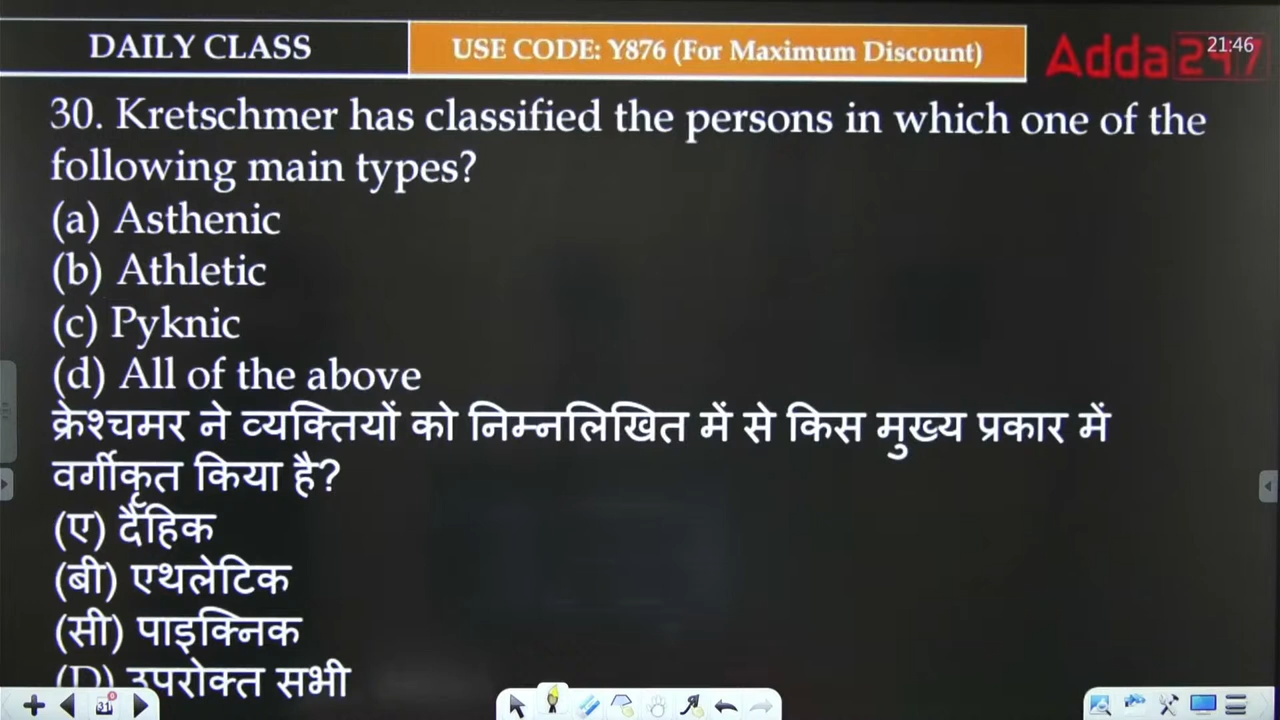 DAILY CLASS
USE CODE: Y876 (For Maximum Discount)
Adda247
21:46
30. Kretschmer has classified the persons in which one of the
following main types?
(a) Asthenic
(b) Athletic
(c) Pyknic
(d) All of the above
क्रेश्चमर ने व्यक्तियों को निम्नलिखित में से किस मुख्य प्रकार में
वर्गीकृत किया है?
(ए) दैहिक
(बी) एथलेटिक
(सी) पाइक्निक
(D) उपरोक्त सभी
31